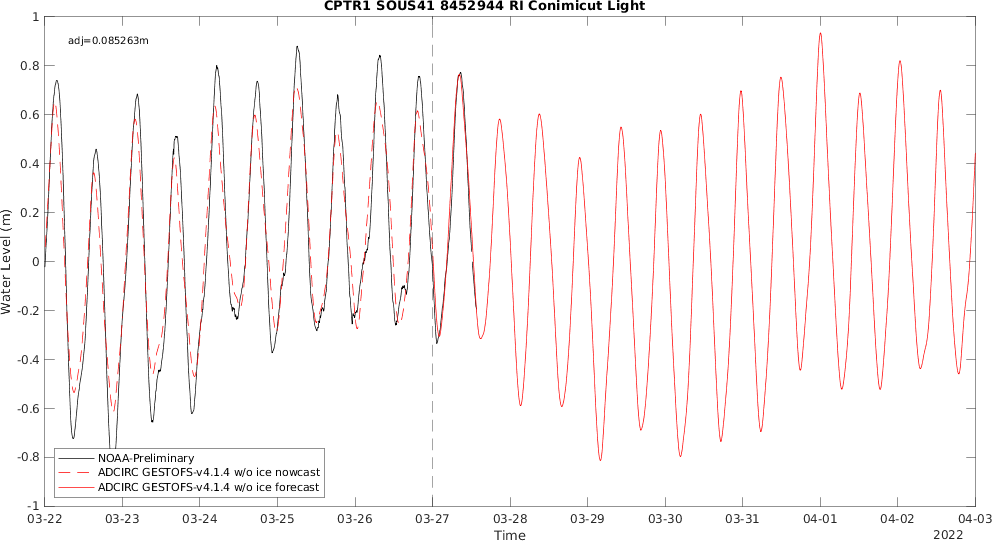 CPTR1 SOUS41 8452944 RI Conimicut Light
adj=0.085263m
1
0.8
0.6
0.4
0.2
0
-0.2
-0.4
-0.6
-0.8
-1
Water Level (m)
NOAA-Preliminary
ADCIRC GESTOFS-v4.1.4 w/o ice nowcast
ADCIRC GESTOFS-v4.1.4 w/o ice forecast
03-22 03-23 03-24 03-25 03-26 03-27 03-28 03-29 03-30 03-31 04-01 04-02 04-03
Time
2022